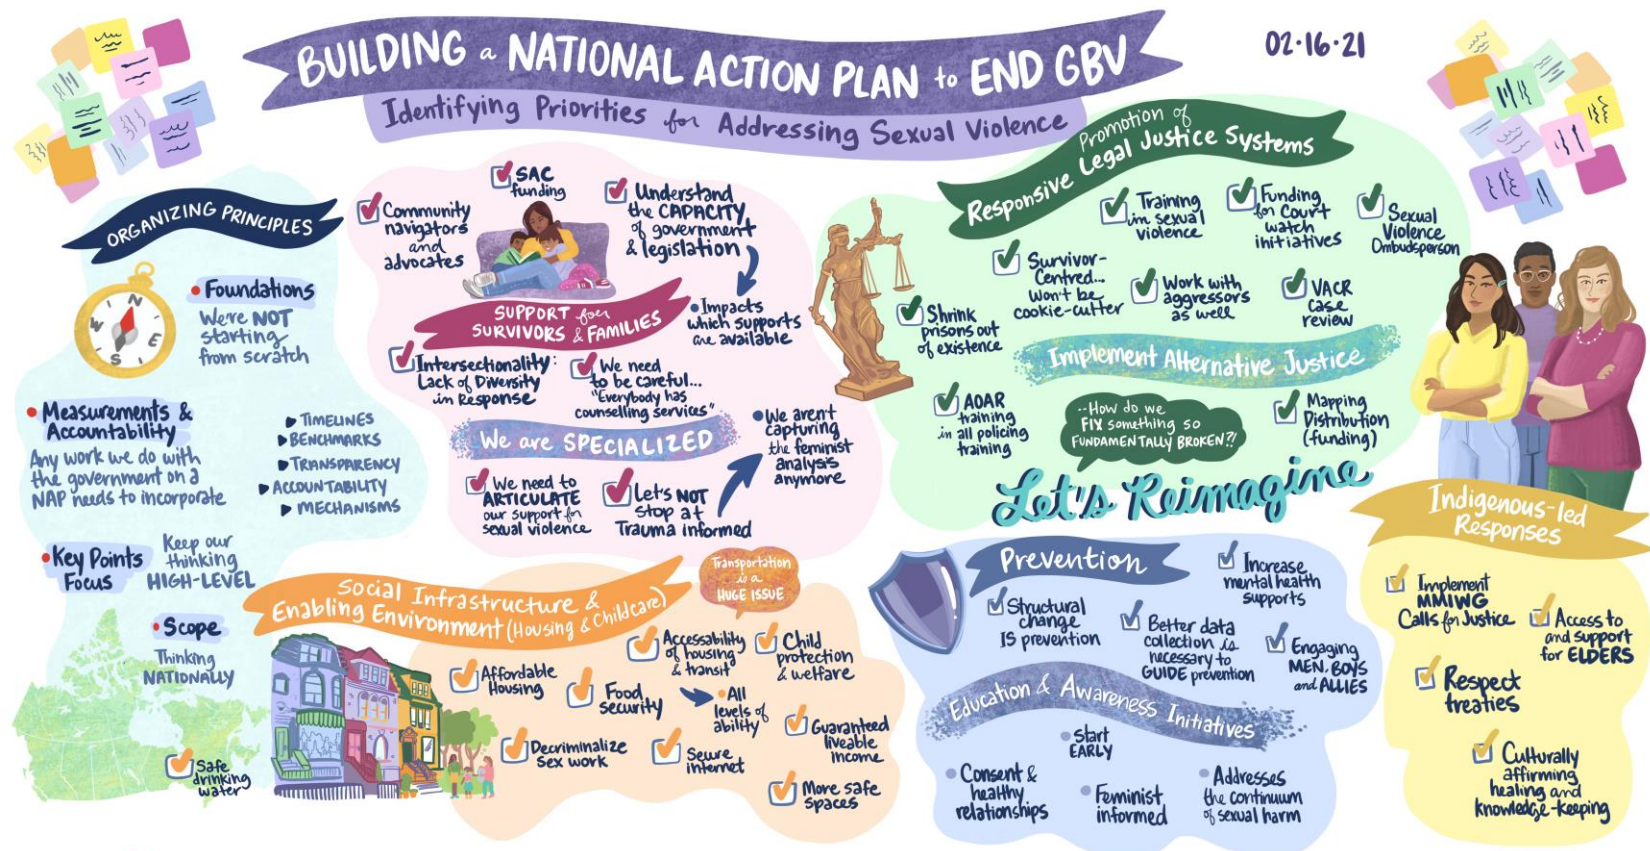 BUILDING a NATIONAL ACTION PLAN to END GBV
Identifying Priorities for Addressing Sexual Violence
02·16·21
ORGANIZING PRINCIPLES
N
E
S
W
• Foundations
We're NOT
starting
from scratch
• Measurements &
Accountability
Any work we do with
the government on a
NAP needs to incorporate
TIMELINES
BENCHMARKS
TRANSPARENCY
ACCOUNTABILITY
MECHANISMS
• Key Points
Focus
Keep our
thinking
HIGH-LEVEL
• Scope
Thinking
NATIONALLY
Safe
drinking
water
Community
navigators
and
advocates
SAC
funding
Understand
the CAPACITY
of government
& legislation
• Impacts
which supports
are available
SUPPORT for
SURVIVORS & FAMILIES
Intersectionality:
Lack of Diversity
in Response
We need
to be careful...
"Everybody has
counselling services"
We are SPECIALIZED
We need to
ARTICULATE
our support for
sexual violence
Let's NOT
Stop at
Trauma informed
• We aren't
capturing
the feminist
analysis
anymore
Social Infrastructure &
Enabling Environment (Housing & Childcare)
Transportation
is a
HUGE ISSUE
Affordable
Housing
Food
security
Accessability
of housing
& transit
• All
levels of
ability
Child
protection
& welfare
Decriminalize
Sex work
Seure
internet
Guaranteed
liveable
income
More safe
spaces
Promotion of
Responsive Legal Justice Systems
Shrink
prisons out
of existence
Survivor-
Centred...
Won't be
cookie-cutter
Training
in sexual
violence
Funding
for Court
watch
initiatives
Sexual
Violence
Ombudsperson
Work with
aggressors
as well
VACR
case
review
Implement Alternative Justice
AOAR
training
in all policing
training
--How do we
FIX something so
FUNDAMENTALLY BROKEN?!
Mapping
Distribution
(funding)
Let's Reimagine
Prevention
Structural
change
IS prevention
Better data
collection is
necessary to
GUIDE prevention
Increase
mental health
supports
Engaging
MEN, BOYS
and ALLIES
Education & Awareness Initiatives
• Start
EARLY
• Consent &
healthy
relationships
• Feminist
informed
• Addresses
the continuum
of sexual harm
Indigenous-led
Responses
Implement
MMIWG
Calls for Justice
Access to
and support
for ELDERS
Respect
treaties
Culturally
affirming
healing and
knowledge-keeping